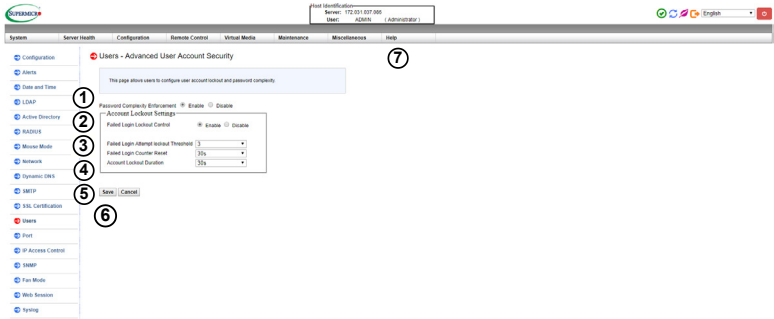 SUPERMICR
Host Identification
Server: 172.031.037.086
User: ADMIN (Administrator)
English
System Server Health Configuration Remote Control Virtual Media Maintenance Miscellaneous Help
7
Configuration
Alerts
Date and Time
LDAP
Active Directory
RADIUS
Mouse Mode
Network
Dynamic DNS
SMTP
SSL Certification
Users
Port
IP Access Control
SNMP
Fan Mode
Web Session
Syslog
Users - Advanced User Account Security
This page allows users to configure user account lockout and password complexity.
1
Password Complexity Enforcement Enable Disable
Account Lockout Settings
2
Failed Login Lockout Control Enable Disable
3
Failed Login Attempt lockout Threshold 3
Failed Login Counter Reset 30s
4
Account Lockout Duration 30s
5
Save Cancel
6